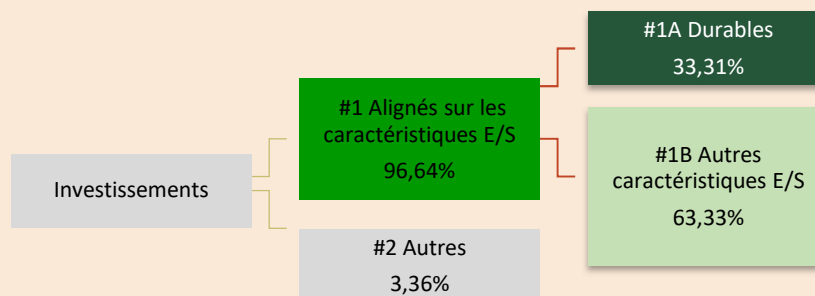 Investissements
#1 Alignés sur les
caractéristiques E/S
96,64%
#2 Autres
3,36%
#1A Durables
33,31%
#1B Autres
caractéristiques E/S
63,33%